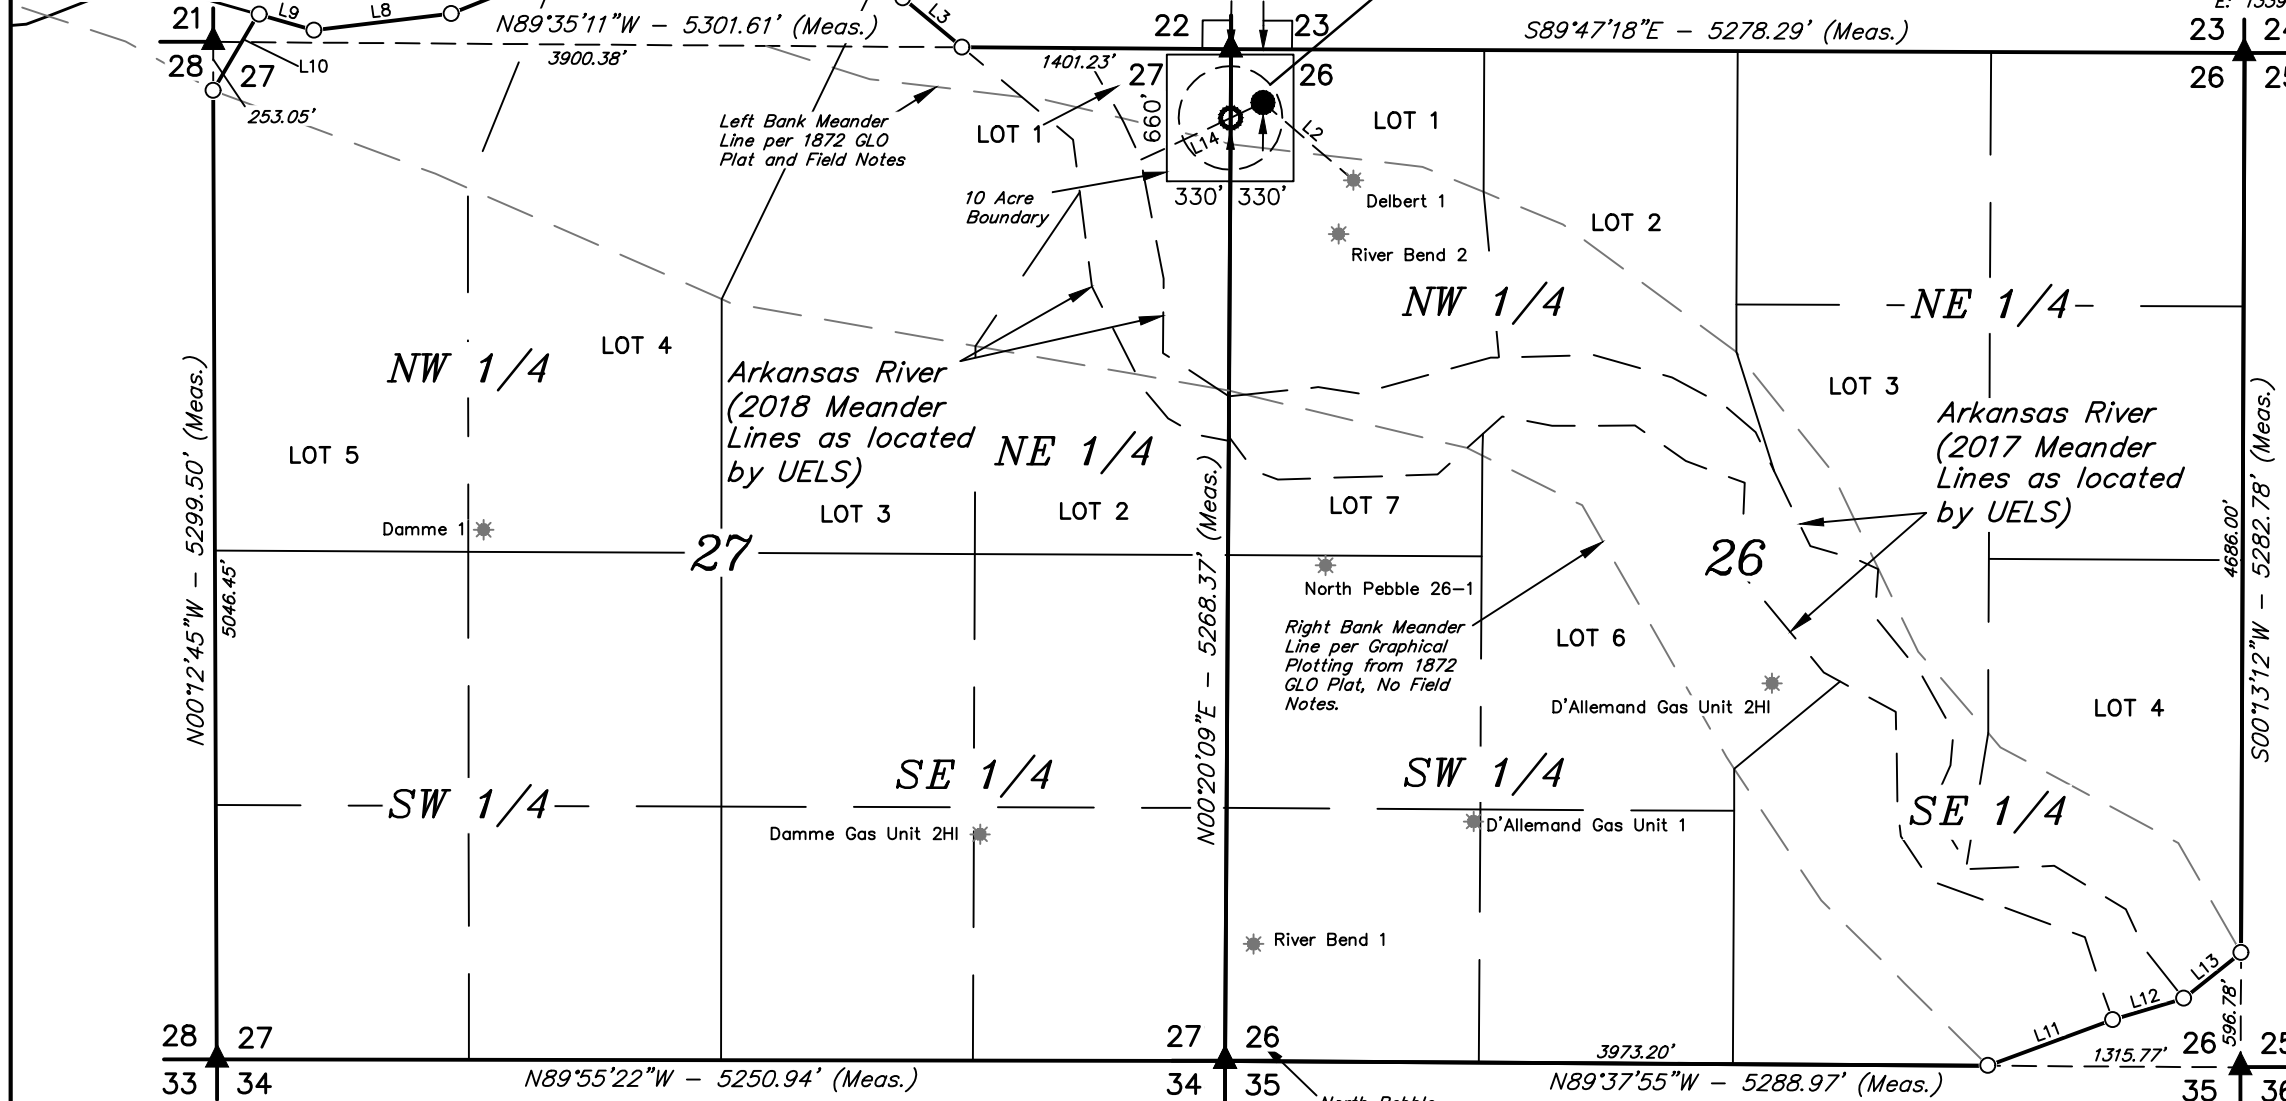 21
L9
L8
N89°35'11"W - 5301.61' (Meas.)
L3
22
23
S89°47'18"E - 5278.29' (Meas.)
23
28
27
L10
3900.38'
1401.23'
27
26
26
253.05'
Left Bank Meander
Line per 1872 GLO
Plat and Field Notes
LOT 1
660'
L14
L2
LOT 1
10 Acre
Boundary
330'
330'
Delbert 1
River Bend 2
LOT 2
NW 1/4
NE 1/4
NW 1/4
LOT 4
LOT 5
N00°12'45"W - 5299.50' (Meas.)
5046.45'
Arkansas River
(2018 Meander
Lines as located
by UELS)
NE 1/4
LOT 3
LOT 2
LOT 7
LOT 3
Arkansas River
(2017 Meander
Lines as located
by UELS)
Damme 1
27
26
N00°20'09"E - 5268.37' (Meas.)
4686.00'
S00°13'12"W - 5282.78' (Meas.)
North Pebble 26-1
Right Bank Meander
Line per Graphical
Plotting from 1872
GLO Plat, No Field
Notes.
LOT 6
D'Allemand Gas Unit 2HI
LOT 4
SW 1/4
SE 1/4
SW 1/4
SE 1/4
Damme Gas Unit 2HI
D'Allemand Gas Unit 1
River Bend 1
L11
L12
L13
596.78'
28
27
27
26
3973.20'
1315.77'
26
33
34
N89°55'22"W - 5250.94' (Meas.)
34
35
N89°37'55"W - 5288.97' (Meas.)
35